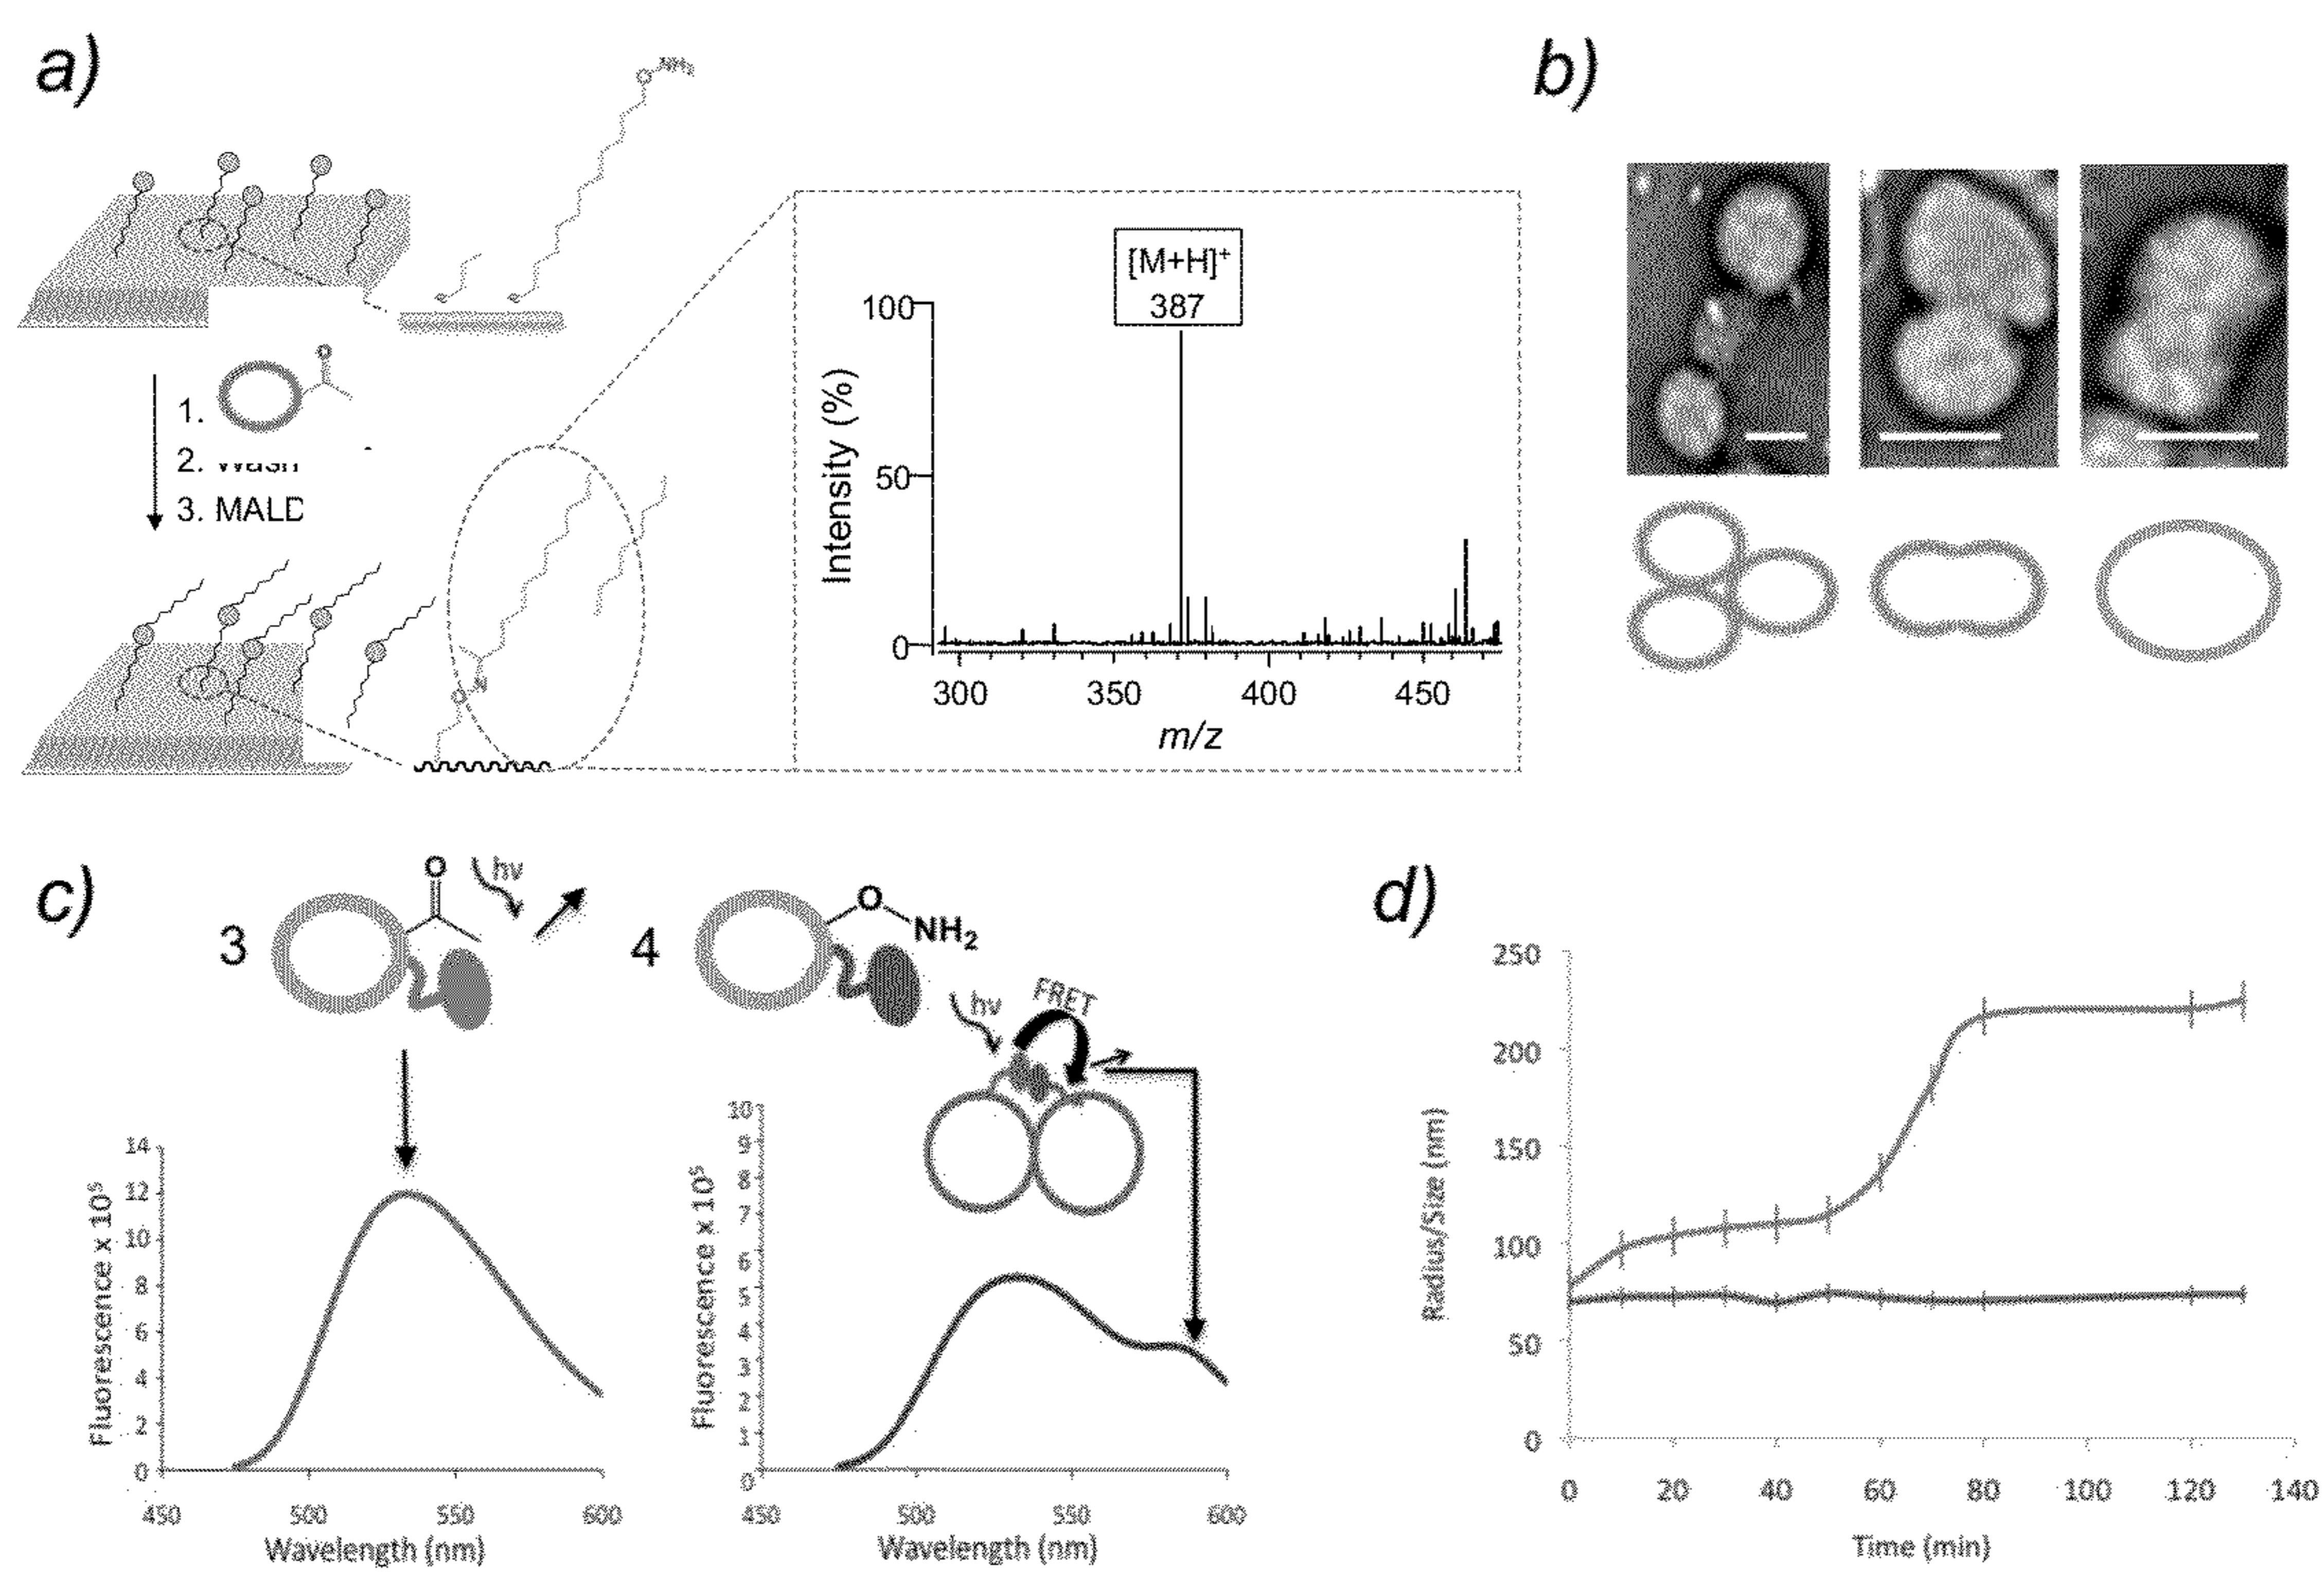 a)
O NH2
O
1.
2.
3. MALD
O N
[M+H]+
387
100
50
0
Intensity (%)
300 350 400 450
m/z
b)
c)
3
O
hν
4
O
NH2
hν
FRET
14
12
10
8
6
4
2
0
Fluorescence x 10⁵
450 500 550 600
Wavelength (nm)
10
9
8
7
6
5
4
3
2
1
0
Fluorescence x 10⁵
450 500 550 600
Wavelength (nm)
d)
250
200
150
100
50
0
Radius/Size (nm)
0 20 40 60 80 100 120 140
Time (min)